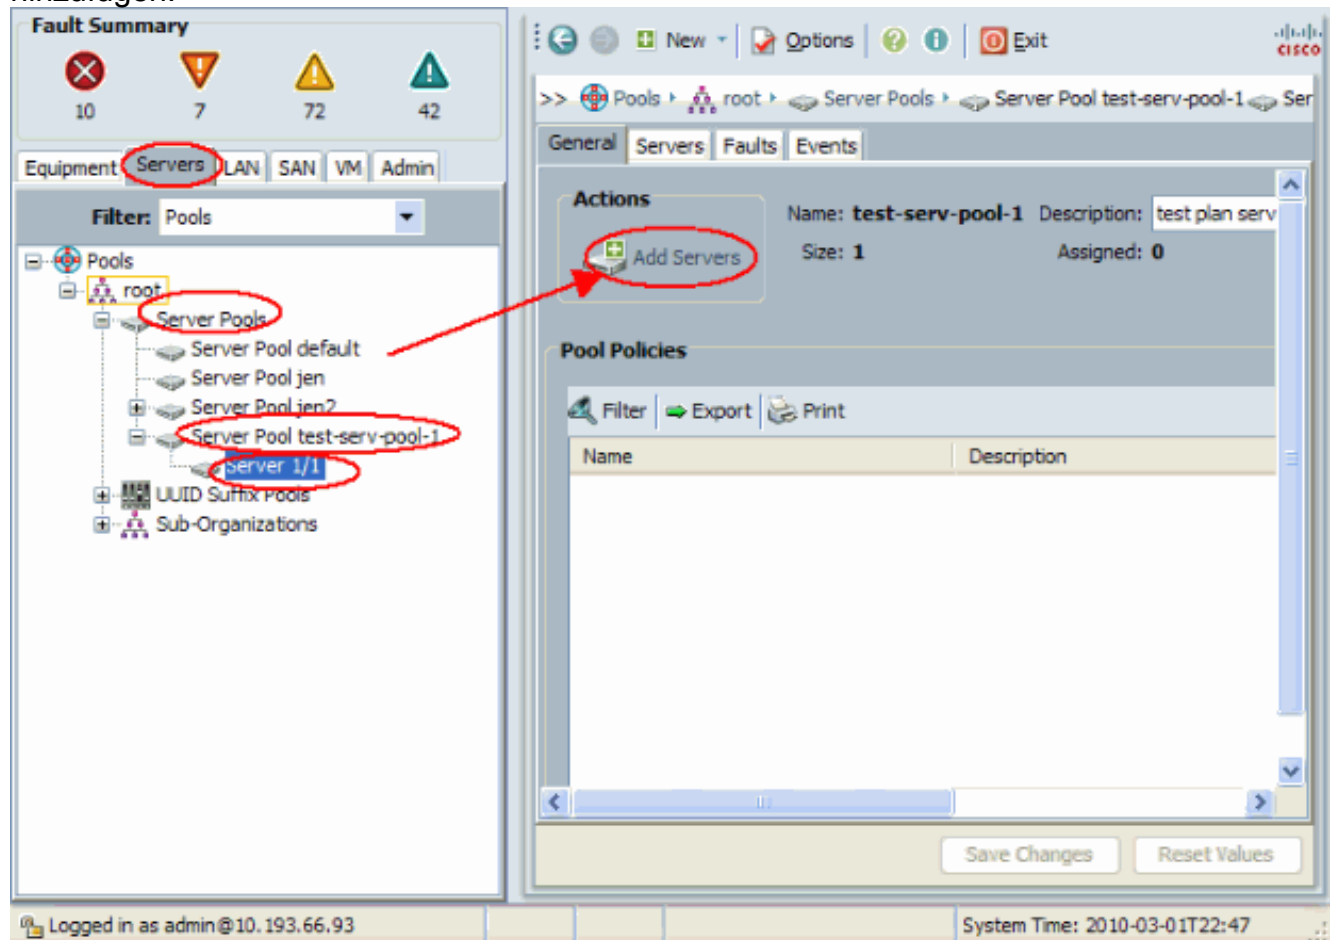 hinzufügen.
Fault Summary
10 7 72 42
Equipment Servers LAN SAN VM Admin
Filter: Pools
Pools
root
Server Pools
Server Pool default
Server Pool jen
Server Pool jen2
Server Pool test-serv-pool-1
Server 1/1
UUID Suffix Pools
Sub-Organizations
New Options Exit
CISCO
>> Pools root Server Pools Server Pool test-serv-pool-1 Ser
General Servers Faults Events
Actions
Add Servers
Name: test-serv-pool-1 Description: test plan serv
Size: 1 Assigned: 0
Pool Policies
Filter Export Print
Name Description
Save Changes Reset Values
Logged in as admin@10.193.66.93 System Time: 2010-03-01T22:47